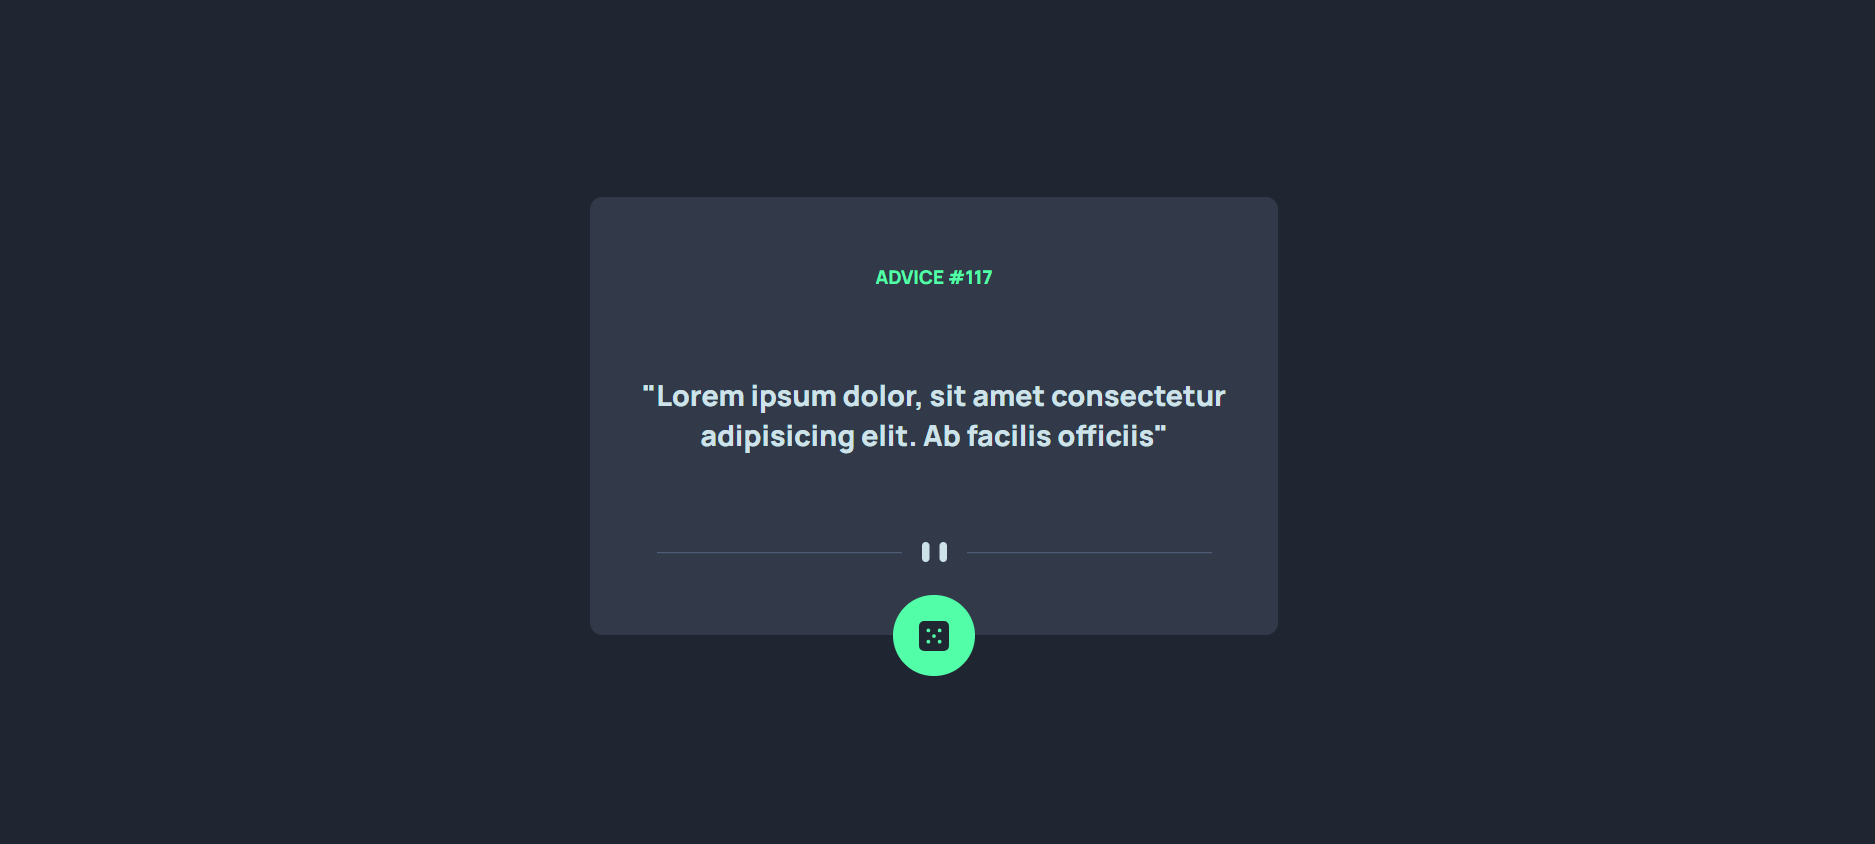 ADVICE #117
"Lorem ipsum dolor, sit amet consectetur
adipisicing elit. Ab facilis officiis"